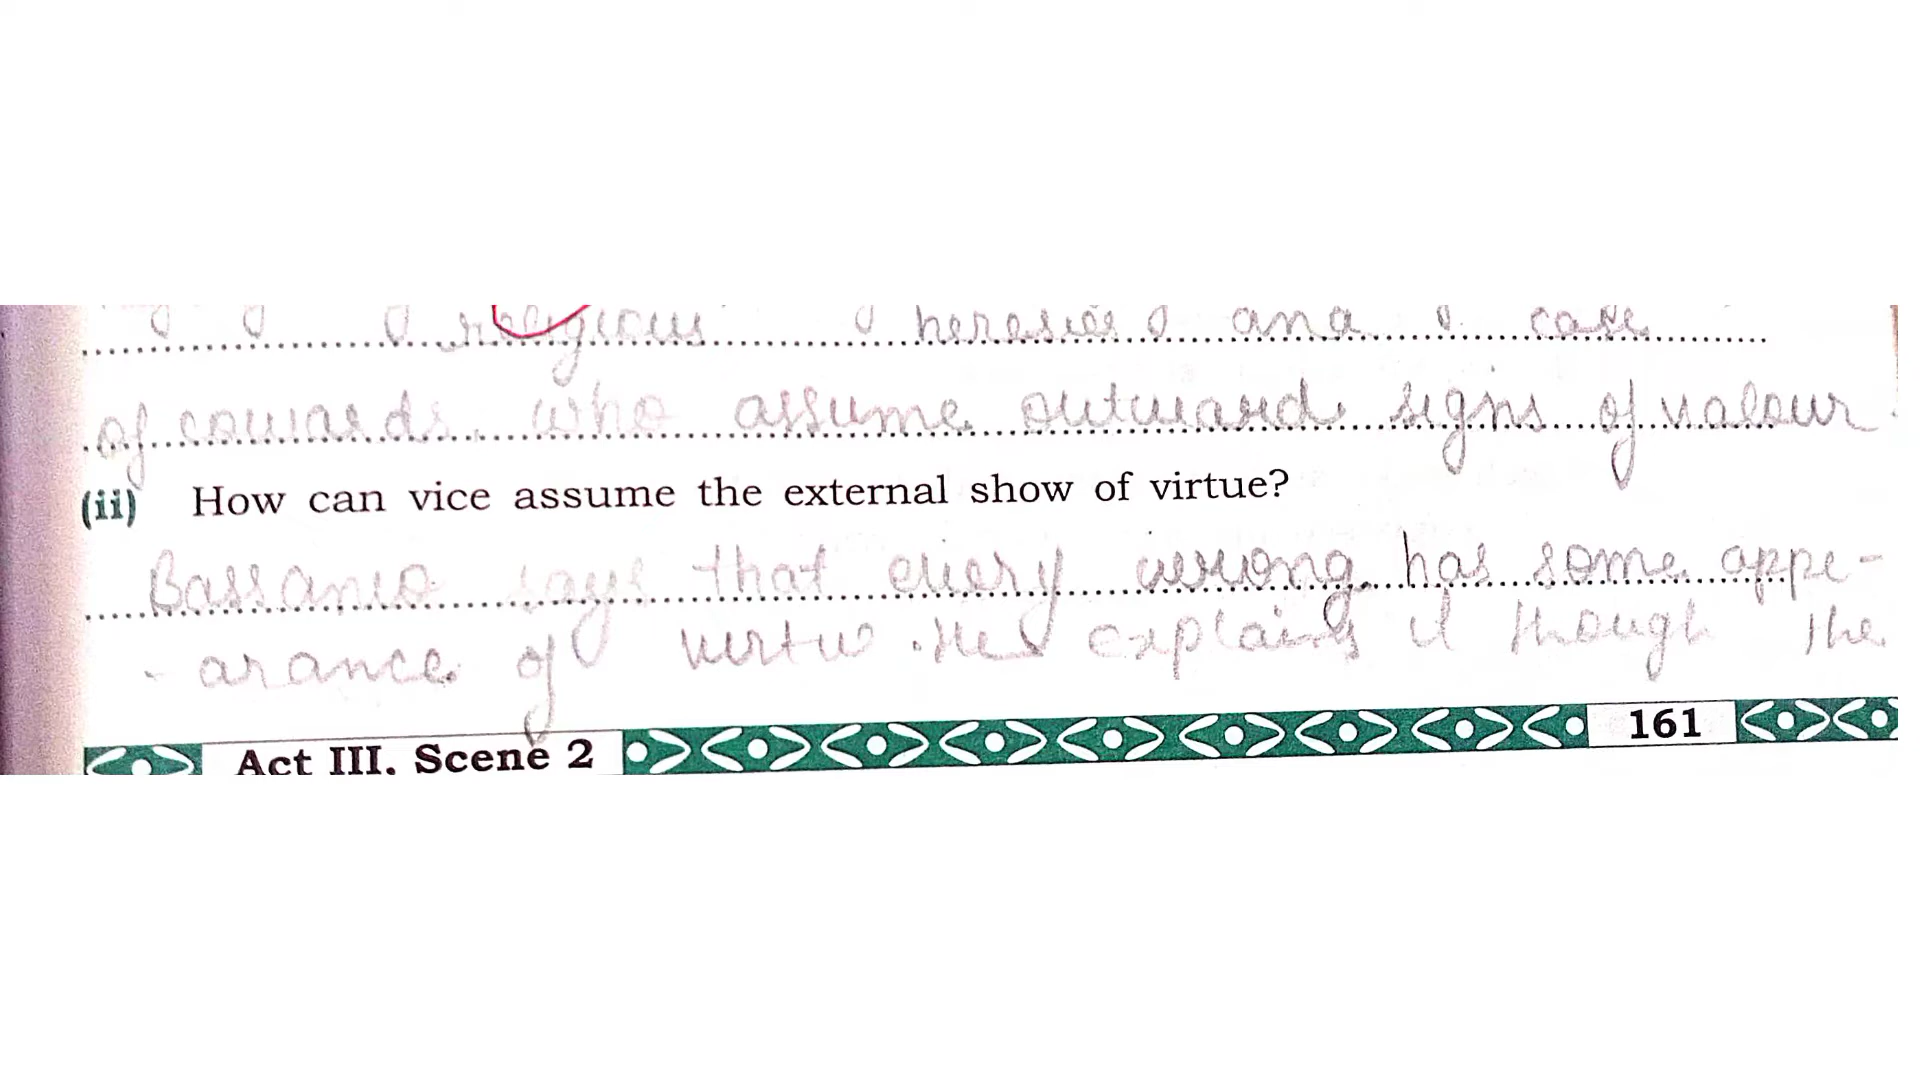 religious heresies and case
of cowards. who assume outward signs of valour.
(ii) How can vice assume the external show of virtue?
Bassanio says that every wrong has some appe-
- arance of virtue. He explains it though the
Act III, Scene 2 161